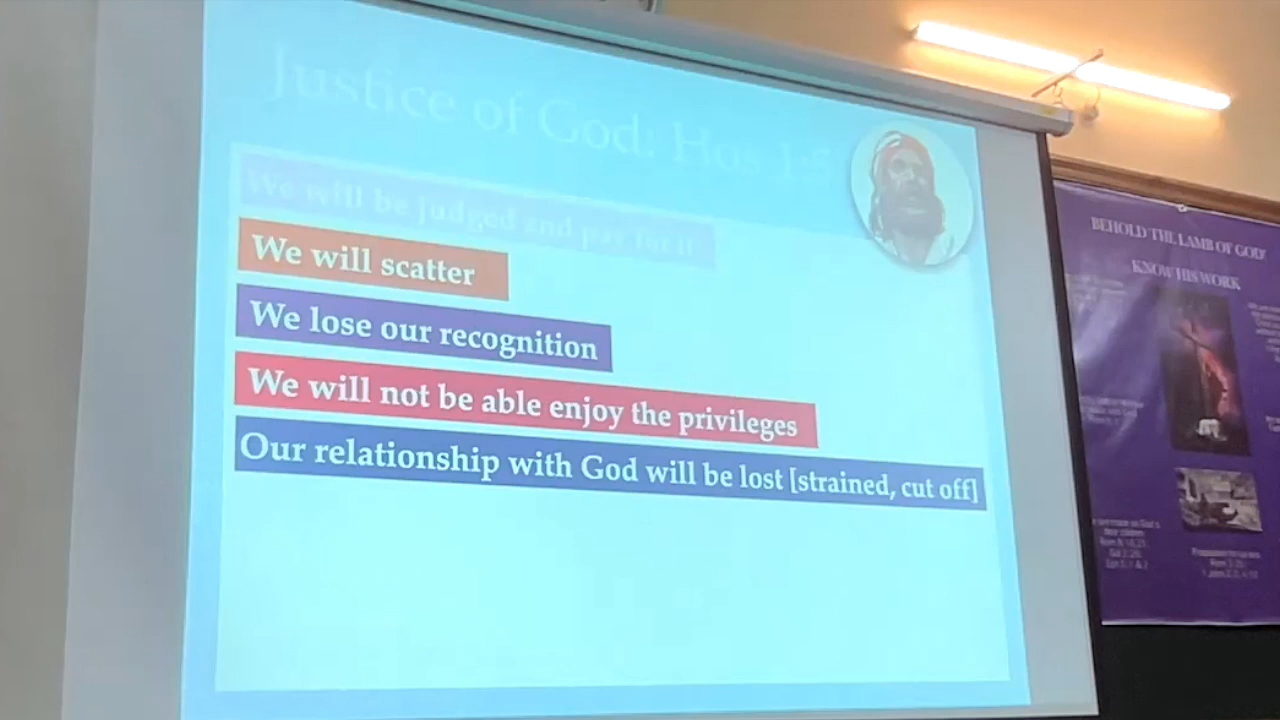 Justice of God: Hos 1:5
We will be judged and pay for it
We will scatter
We lose our recognition
We will not be able enjoy the privileges
Our relationship with God will be lost [strained, cut off]
BEHOLD THE LAMB OF GOD!
KNOW HIS WORK